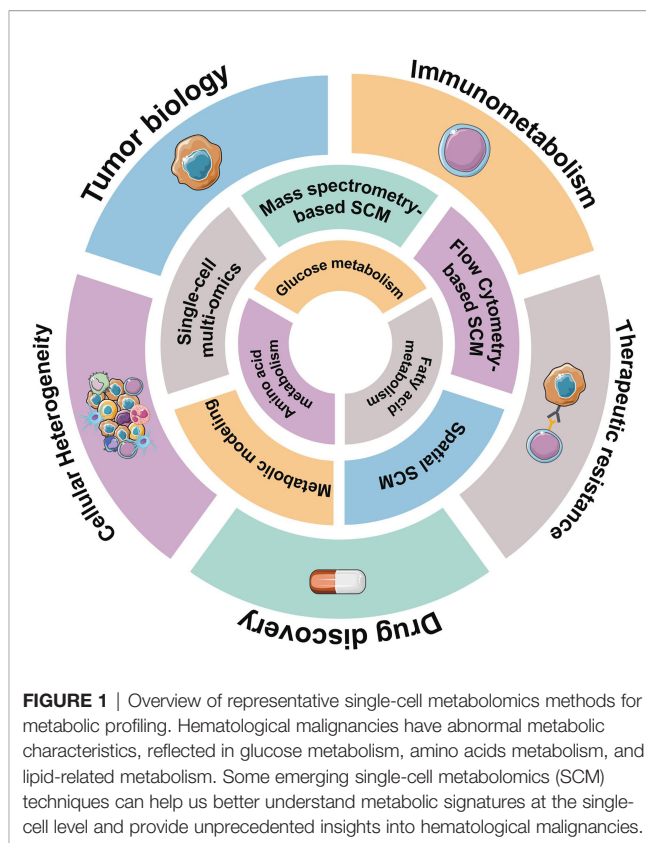 Tumor biology
Immunometabolism
Therapeutic resistance
Drug discovery
Cellular Heterogeneity
Mass spectrometry-
based SCM
Flow Cytometry-
based SCM
Spatial SCM
Metabolic modeling
Single-cell
multi-omics
Glucose metabolism
Fatty acid
metabolism
Amino acid
metabolism
FIGURE 1 | Overview of representative single-cell metabolomics methods for
metabolic profiling. Hematological malignancies have abnormal metabolic
characteristics, reflected in glucose metabolism, amino acids metabolism, and
lipid-related metabolism. Some emerging single-cell metabolomics (SCM)
techniques can help us better understand metabolic signatures at the single-
cell level and provide unprecedented insights into hematological malignancies.